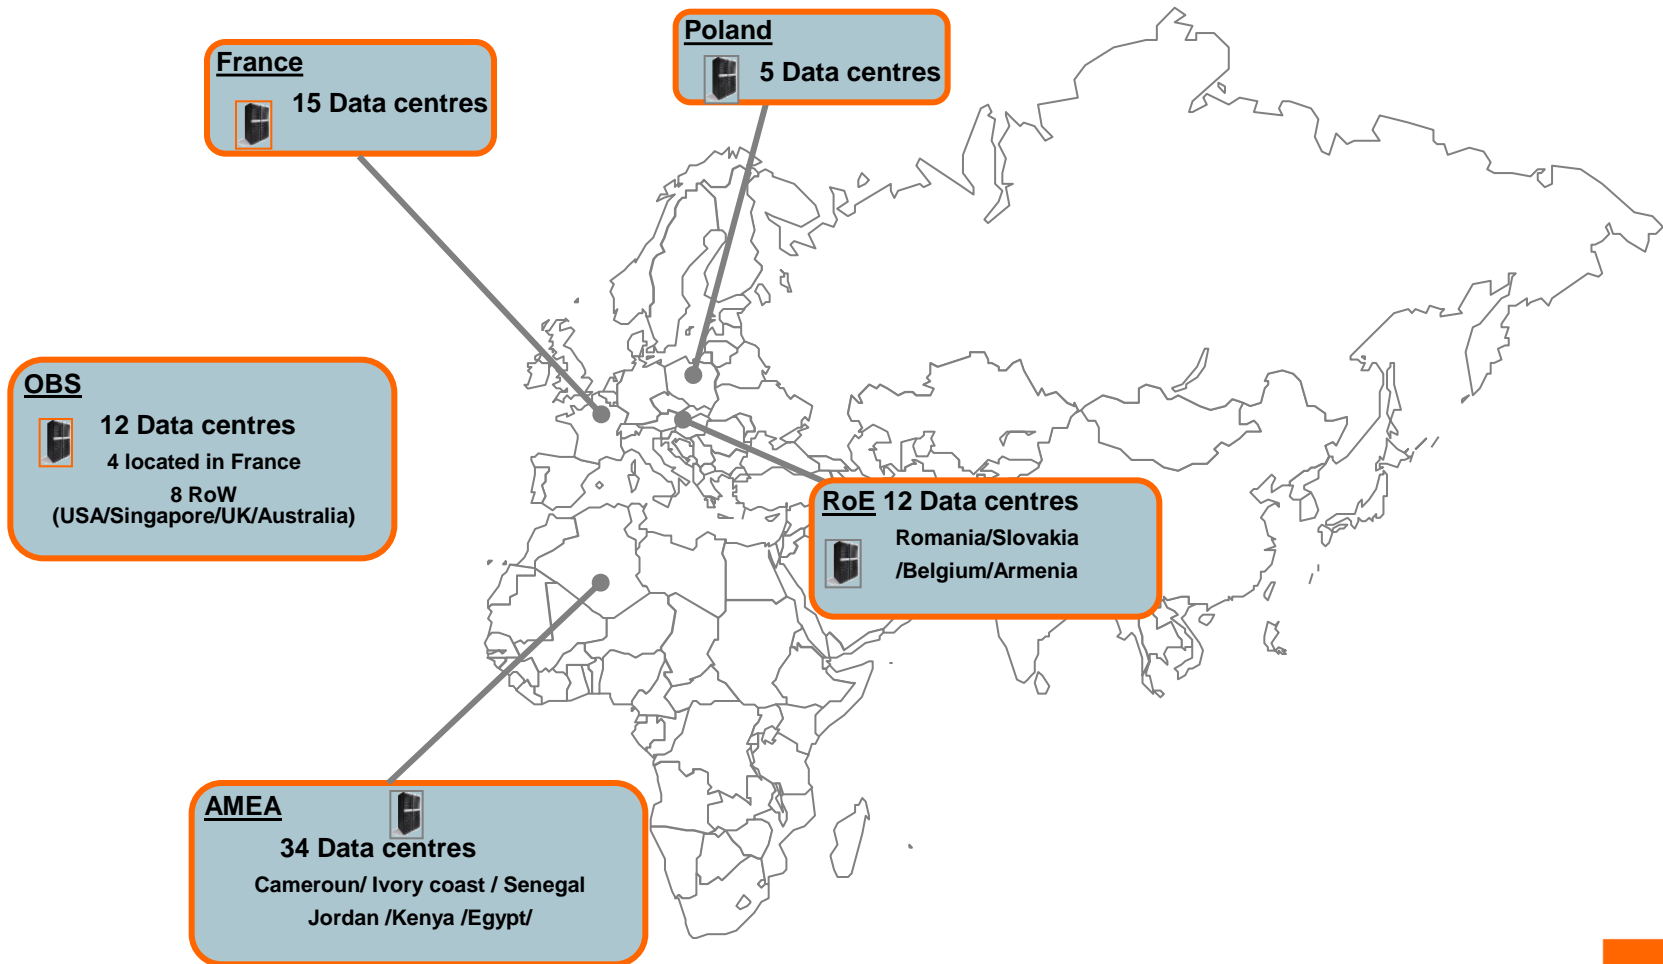 France
15 Data centres
Poland
5 Data centres
OBS
12 Data centres
4 located in France
8 RoW
(USA/Singapore/UK/Australia)
RoE 12 Data centres
Romania/Slovakia
/Belgium/Armenia
AMEA
34 Data centres
Cameroun/ Ivory coast / Senegal
Jordan /Kenya /Egypt/